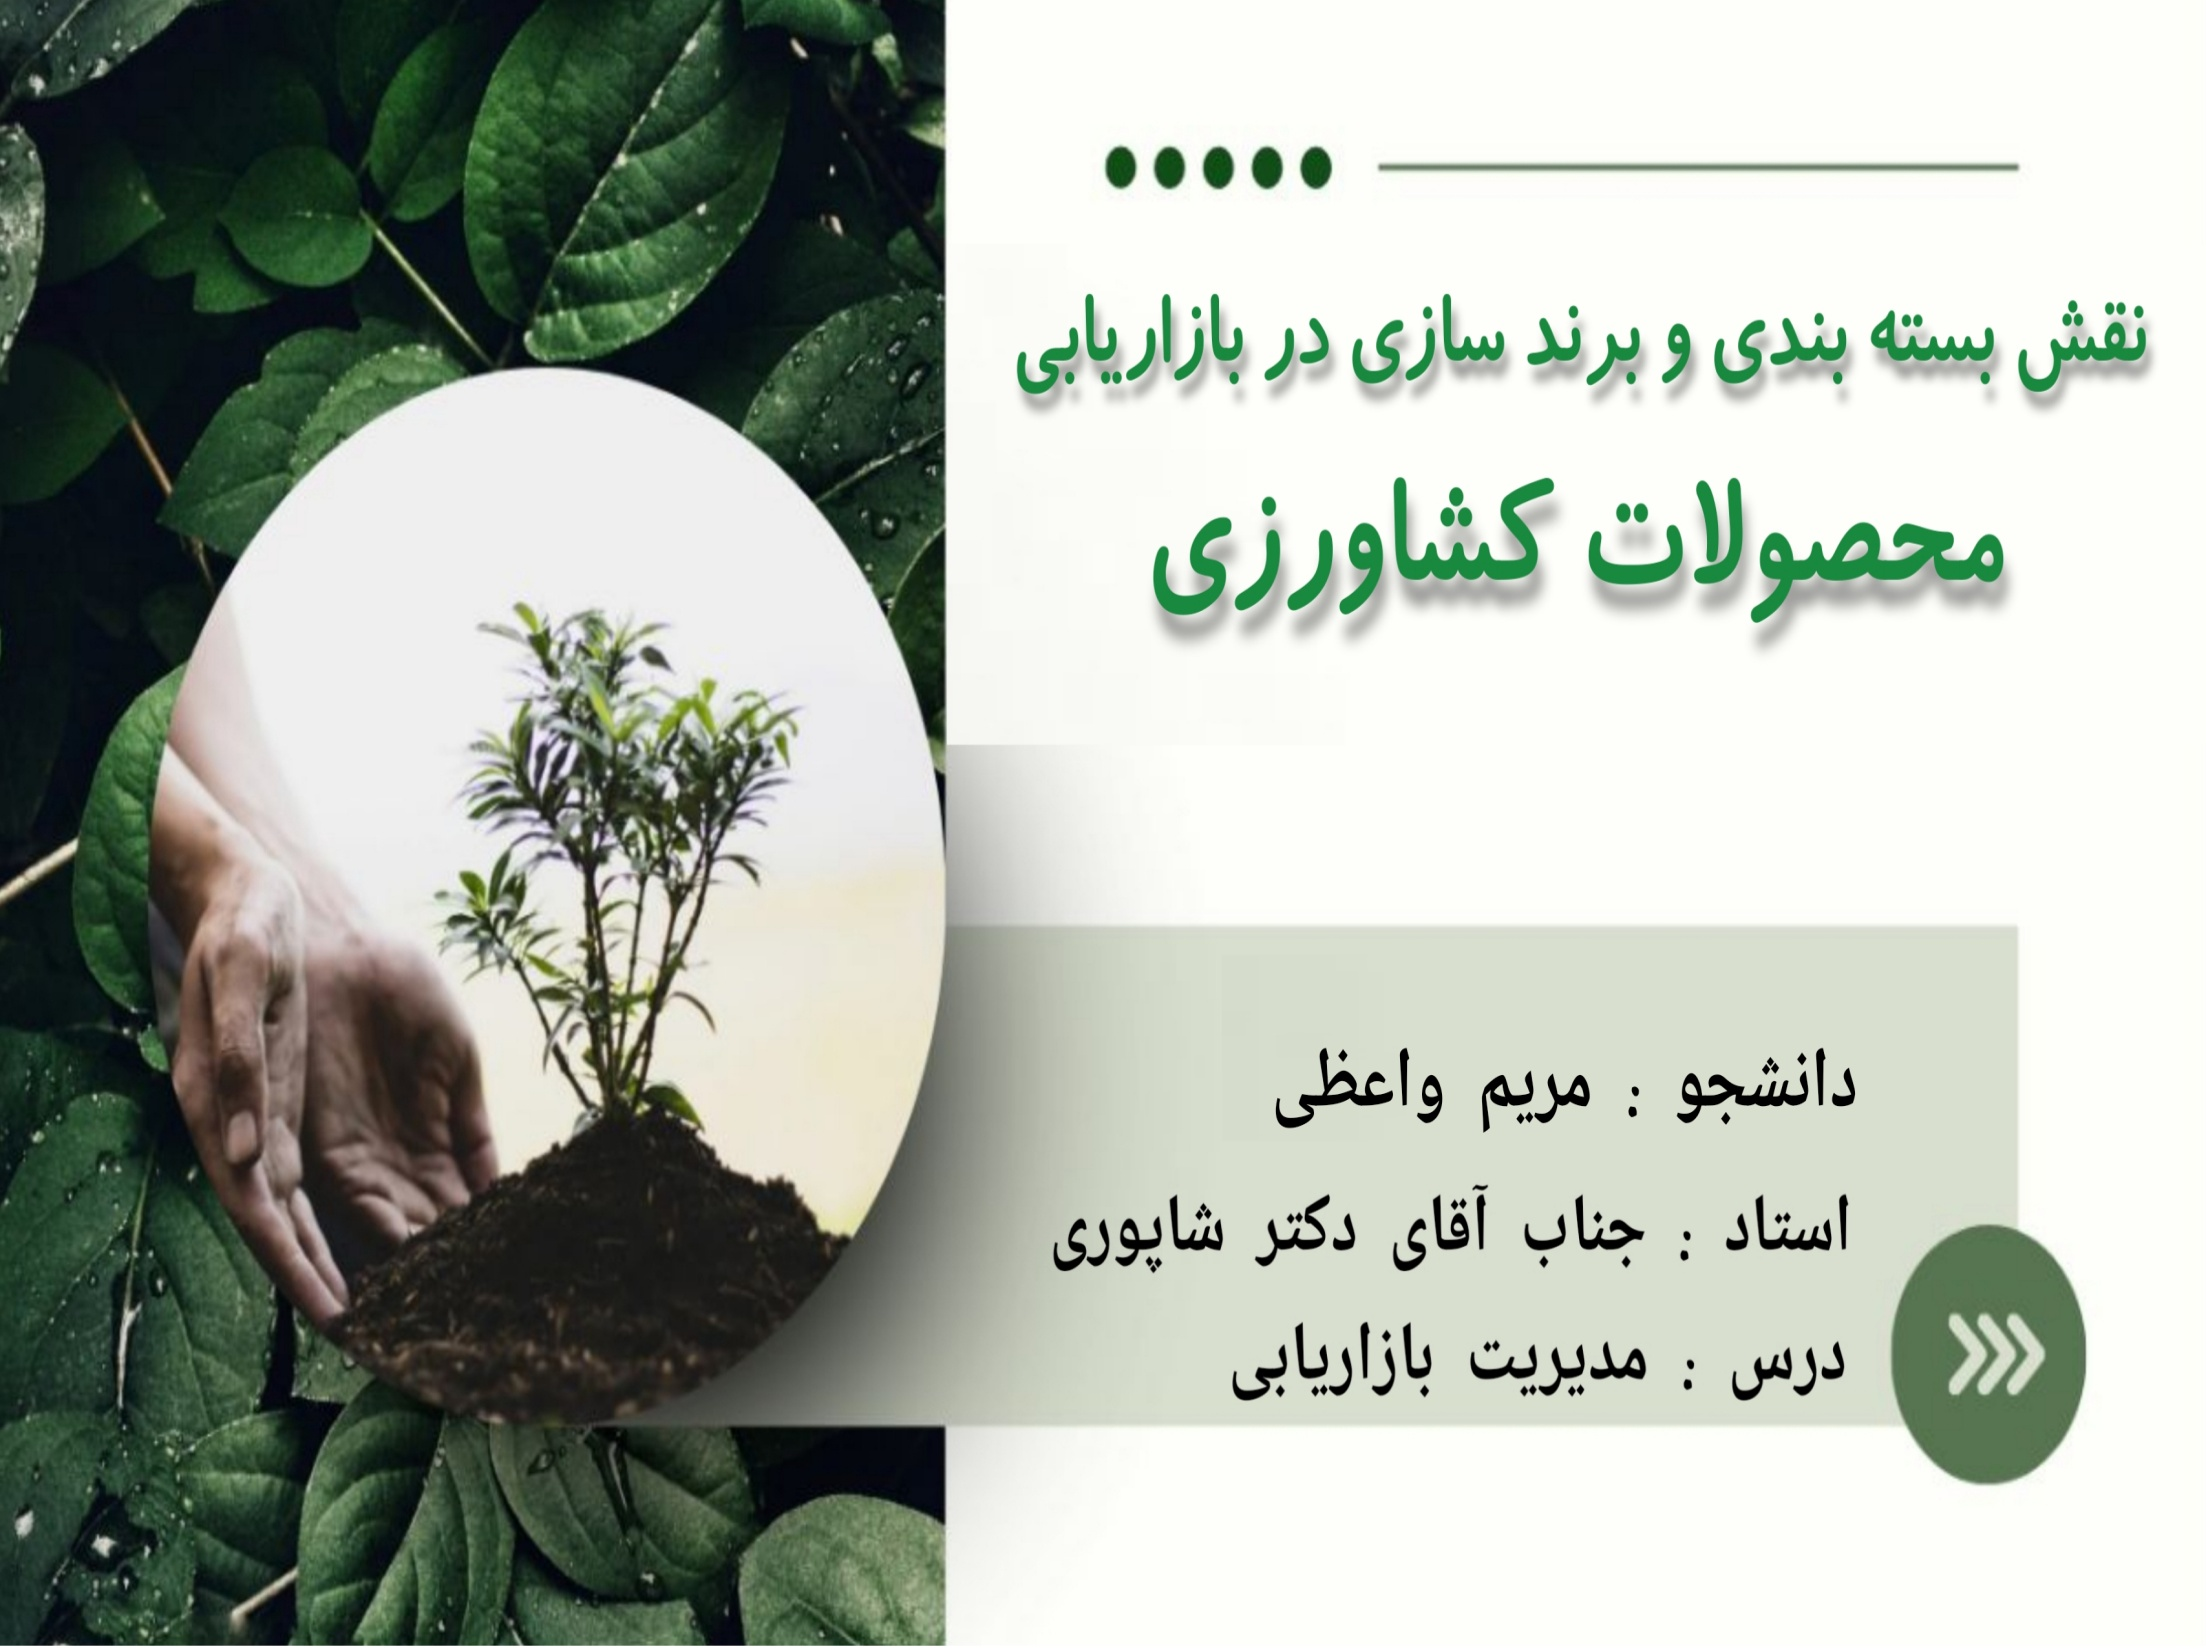 نقش بسته بندی و برند سازی در بازاریابی
محصولات کشاورزی
دانشجو : مریم واعظی
استاد : جناب آقای دکتر شاپوری
درس : مدیریت بازاریابی